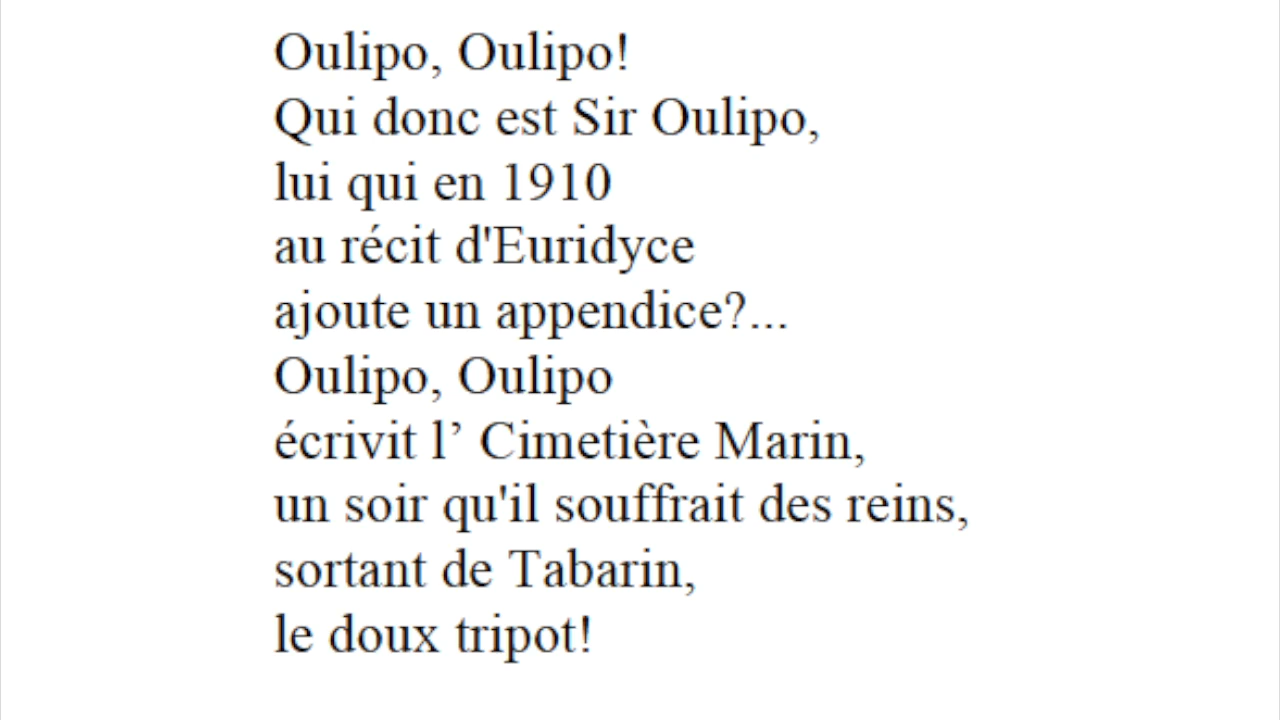 Oulipo, Oulipo!
Qui donc est Sir Oulipo,
lui qui en 1910
au récit d'Euridyce
ajoute un appendice?...
Oulipo, Oulipo
écrivit l’ Cimetière Marin,
un soir qu'il souffrait des reins,
sortant de Tabarin,
le doux tripot!